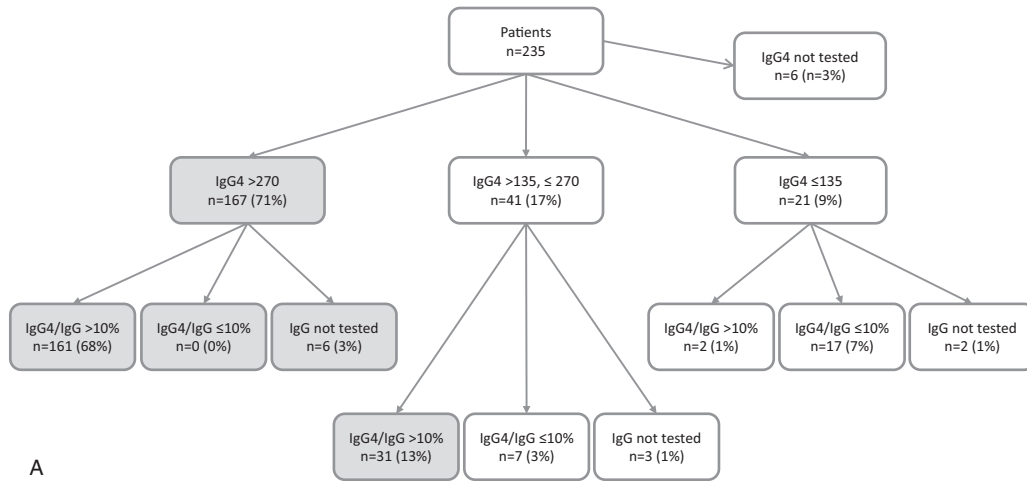 Patients
n=235
IgG4 not tested
n=6 (n=3%)
IgG4 >270
n=167 (71%)
IgG4 >135, ≤ 270
n=41 (17%)
IgG4 ≤135
n=21 (9%)
IgG4/IgG >10%
n=161 (68%)
IgG4/IgG ≤10%
n=0 (0%)
IgG not tested
n=6 (3%)
IgG4/IgG >10%
n=2 (1%)
IgG4/IgG ≤10%
n=17 (7%)
IgG not tested
n=2 (1%)
IgG4/IgG >10%
n=31 (13%)
IgG4/IgG ≤10%
n=7 (3%)
IgG not tested
n=3 (1%)
A